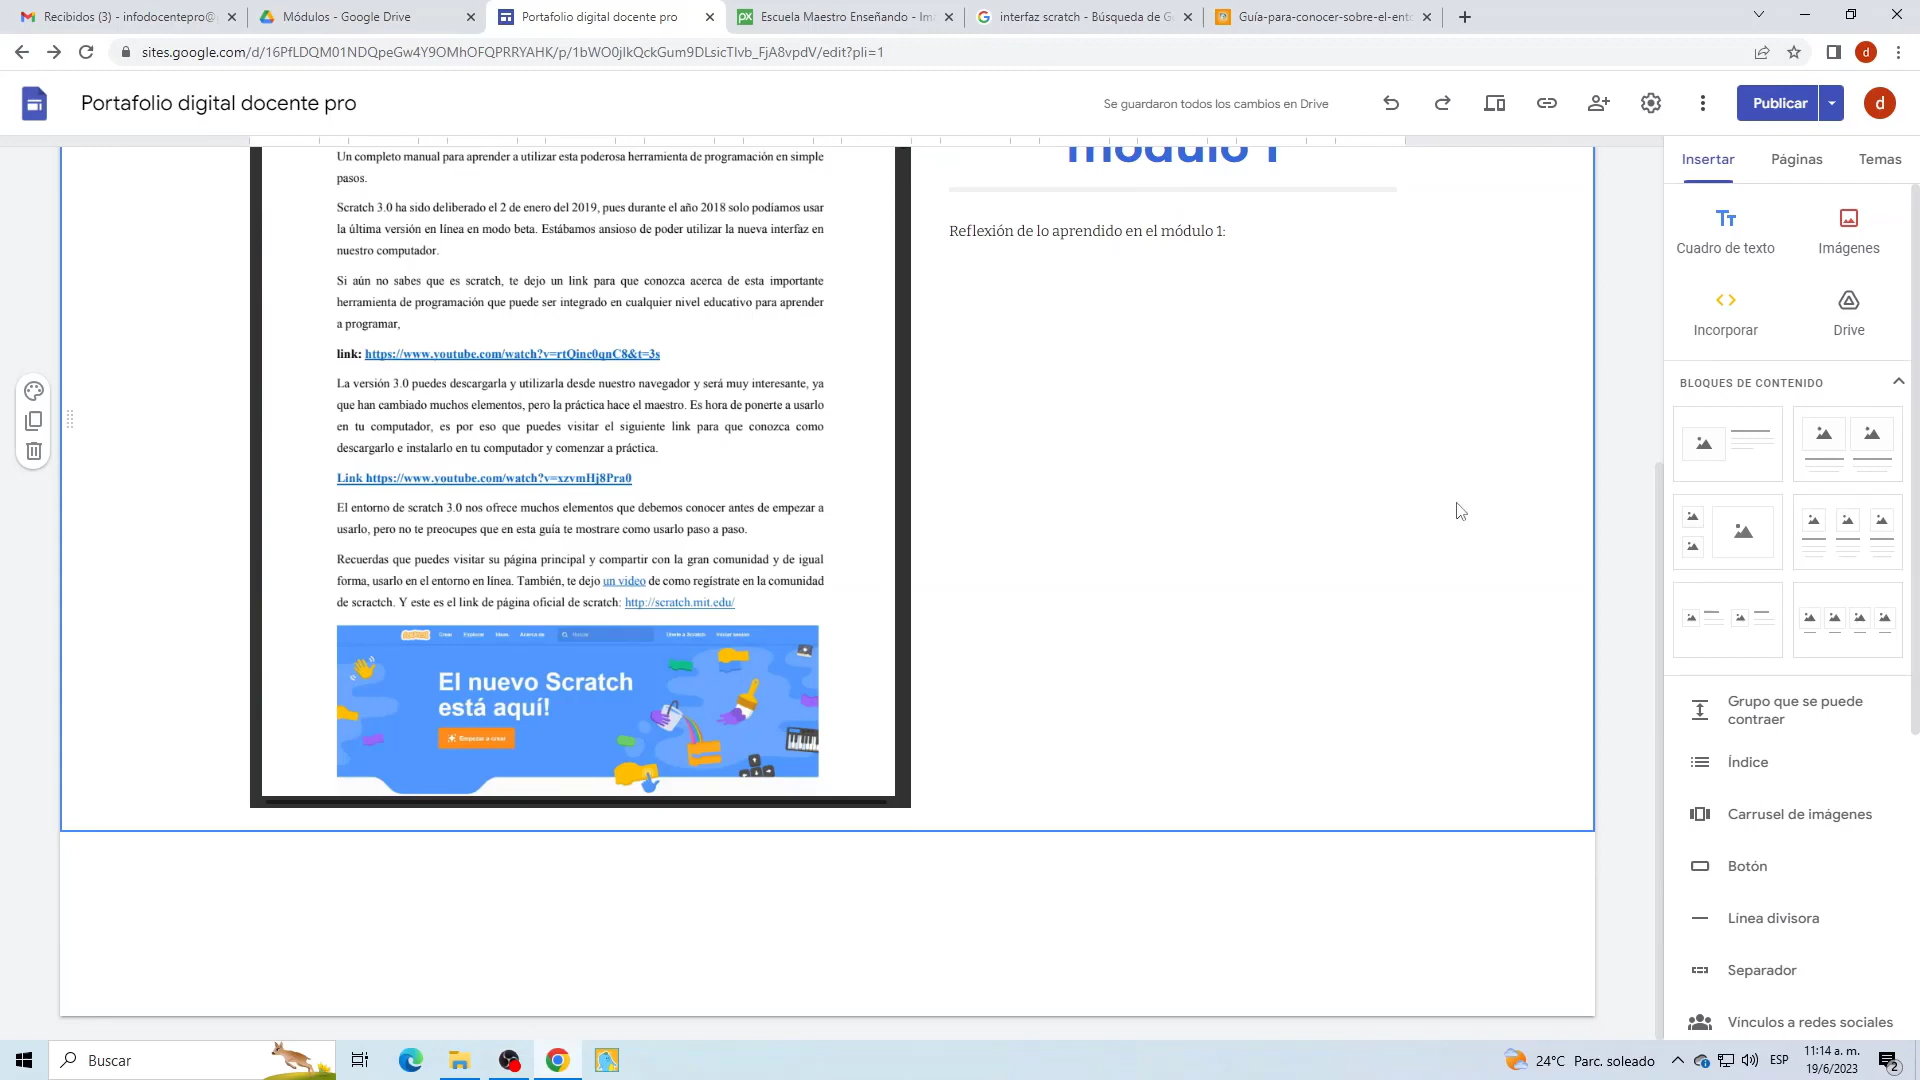 Recibidos (3) - infodocentepro@
Módulos - Google Drive
Portafolio digital docente pro
Escuela Maestro Enseñando - Im
interfaz scratch - Búsqueda de G
Guía-para-conocer-sobre-el-ento
sites.google.com/d/16PfLDQM01NDQpeGw4Y9OMhOFQPRRYAHK/p/1bWO0jlkQckGum9DLsicTlvb_FjA8vpdV/edit?pli=1
d
Portafolio digital docente pro
Se guardaron todos los cambios en Drive
Publicar
d
Un completo manual para aprender a utilizar esta poderosa herramienta de programación en simple
pasos.
Scratch 3.0 ha sido deliberado el 2 de enero del 2019, pues durante el año 2018 solo podíamos usar
la última versión en línea en modo beta. Estábamos ansioso de poder utilizar la nueva interfaz en
nuestro computador.
Si aún no sabes que es scratch, te dejo un link para que conozca acerca de esta importante
herramienta de programación que puede ser integrado en cualquier nivel educativo para aprender
a programar,
link: https://www.youtube.com/watch?v=rtQinc0qnC8&t=3s
La versión 3.0 puedes descargarla y utilizarla desde nuestro navegador y será muy interesante, ya
que han cambiado muchos elementos, pero la práctica hace el maestro. Es hora de ponerte a usarlo
en tu computador, es por eso que puedes visitar el siguiente link para que conozca como
descargarlo e instalarlo en tu computador y comenzar a práctica.
Link https://www.youtube.com/watch?v=xzvmHj8Pra0
El entorno de scratch 3.0 nos ofrece muchos elementos que debemos conocer antes de empezar a
usarlo, pero no te preocupes que en esta guía te mostrare como usarlo paso a paso.
Recuerdas que puedes visitar su página principal y compartir con la gran comunidad y de igual
forma, usarlo en el entorno en línea. También, te dejo un video de como regístrate en la comunidad
de scractch. Y este es el link de página oficial de scratch: http://scratch.mit.edu/
Crear Explorar Ideas Acerca de Buscar Únete a Scratch Iniciar sesión
El nuevo Scratch
está aquí!
Empezar a crear
módulo 1
Reflexión de lo aprendido en el módulo 1:
Insertar
Páginas
Temas
Cuadro de texto
Imágenes
Incorporar
Drive
BLOQUES DE CONTENIDO
Grupo que se puede
contraer
Índice
Carrusel de imágenes
Botón
Línea divisora
Separador
Vínculos a redes sociales
Buscar
24°C Parc. soleado
ESP
11:14 a. m.
19/6/2023
2